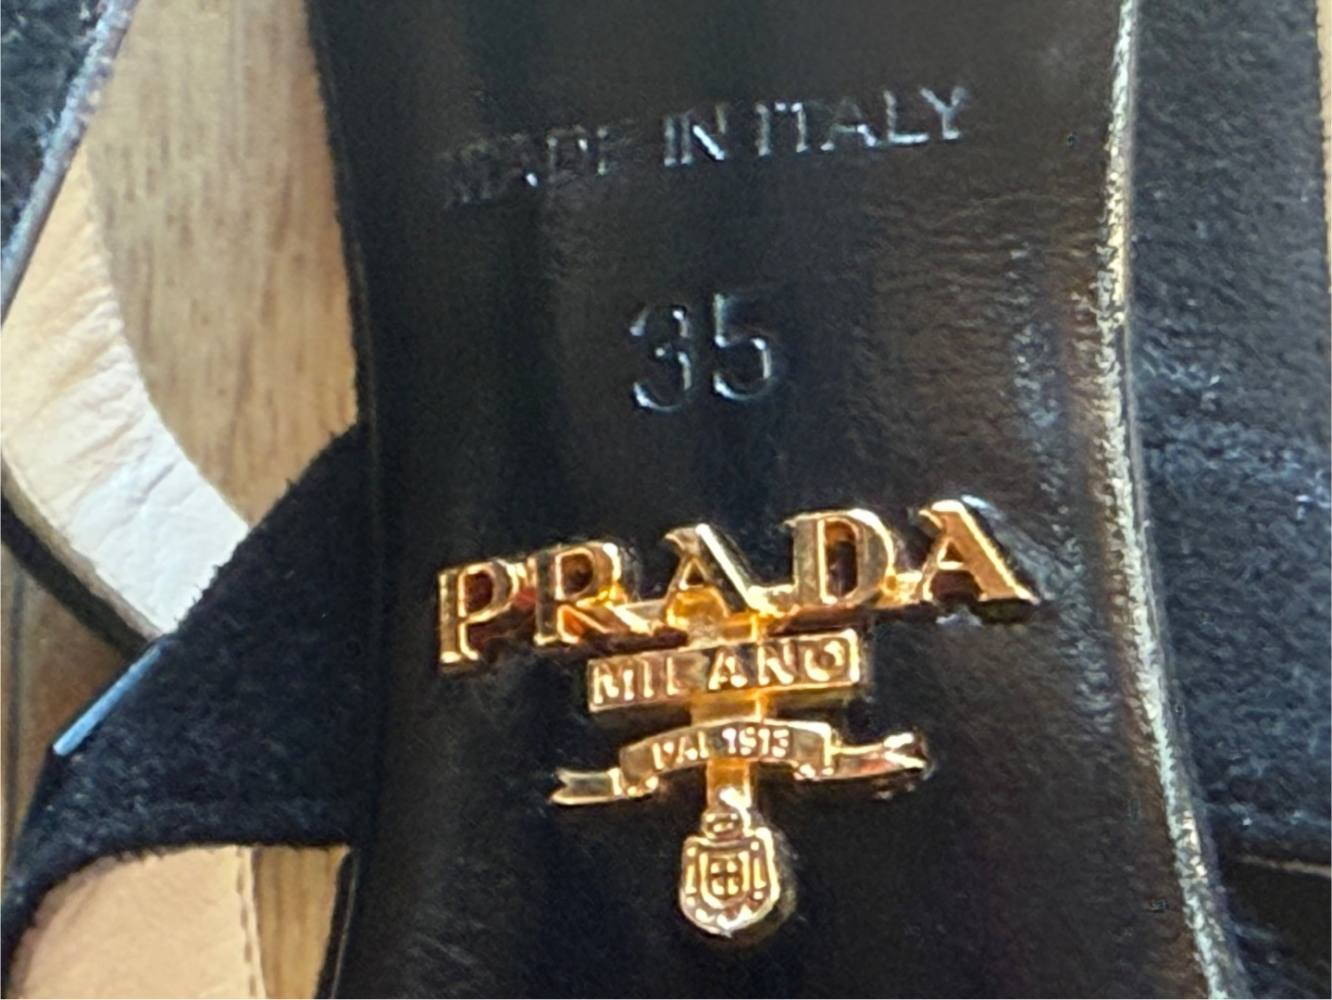 MADE IN ITALY
35
PRADA
MILANO
DAL 1913